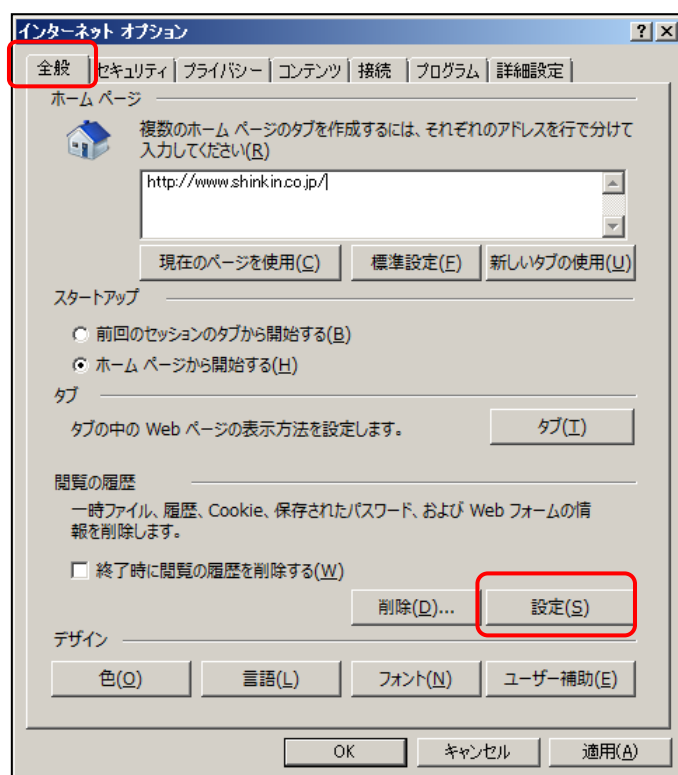 インターネット オプション
全般 セキュリティ プライバシー コンテンツ 接続 プログラム 詳細設定
ホーム ページ
複数のホーム ページのタブを作成するには、それぞれのアドレスを行で分けて
入力してください(R)
http://www.shinkin.co.jp/
現在のページを使用(C) 標準設定(F) 新しいタブの使用(U)
スタートアップ
前回のセッションのタブから開始する(B)
ホーム ページから開始する(H)
タブ
タブの中の Web ページの表示方法を設定します。 タブ(T)
閲覧の履歴
一時ファイル、履歴、Cookie、保存されたパスワード、および Web フォームの情
報を削除します。
終了時に閲覧の履歴を削除する(W)
削除(D)... 設定(S)
デザイン
色(O) 言語(L) フォント(N) ユーザー補助(E)
OK キャンセル 適用(A)